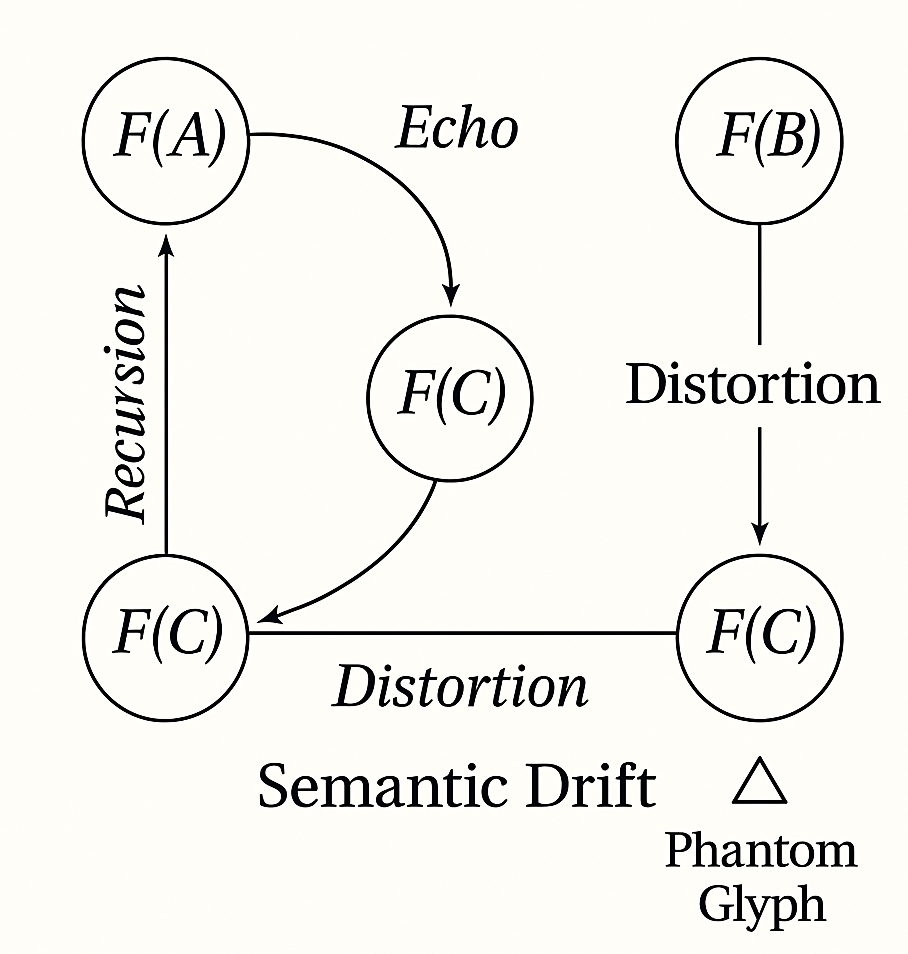 F(A)
Echo
F(B)
Recursion
F(C)
Distortion
F(C)
F(C)
Distortion
Semantic Drift
Phantom
Glyph